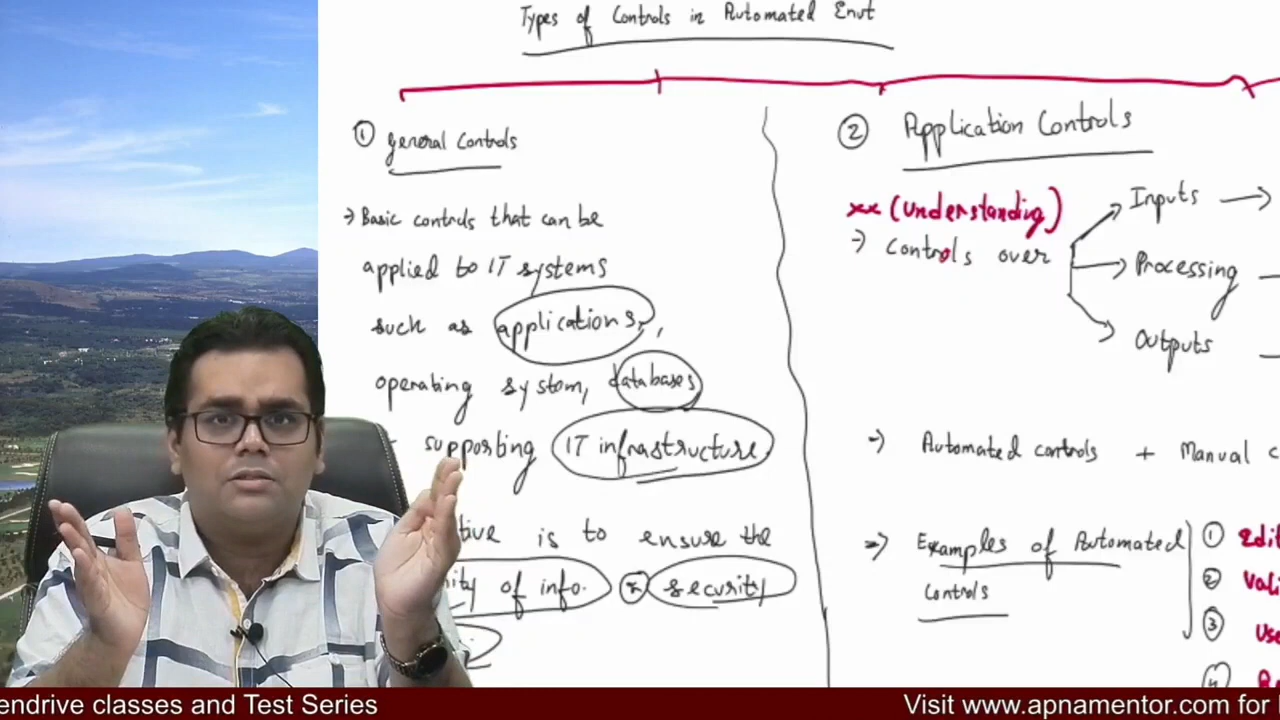 Types of Controls in Automated Envt
① General Controls
→ Basic controls that can be
applied to IT systems
such as applications,
operating system, databases
supporting IT infrastructure.
is to ensure the
of info. & security
② Application Controls
xx (Understanding)
→ Controls over
Inputs →
Processing
Outputs
→ Automated controls + Manual
⇒ Examples of Automated
Controls
①
②
③
④
endrive classes and Test Series
Visit www.apnamentor.com for